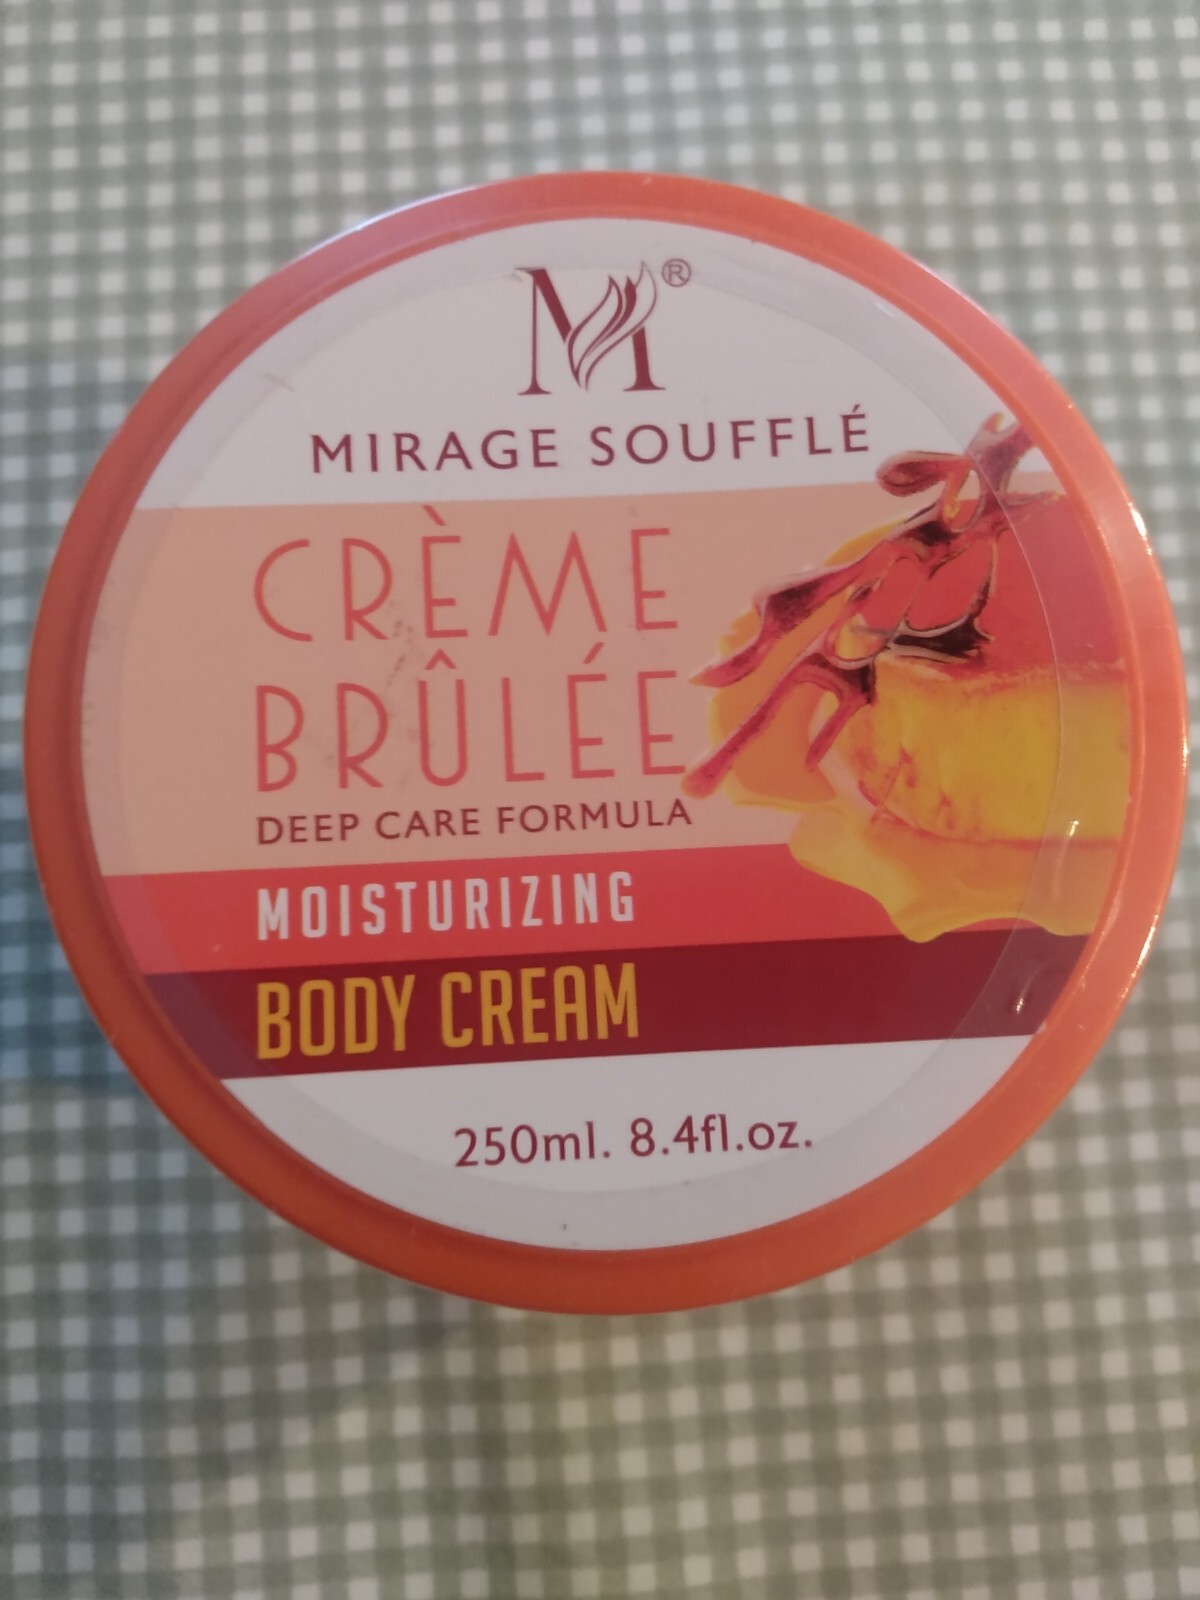 M®
MIRAGE SOUFFLÉ
CRÈME
BRÛLÉE
DEEP CARE FORMULA
MOISTURIZING
BODY CREAM
250ml. 8.4fl.oz.